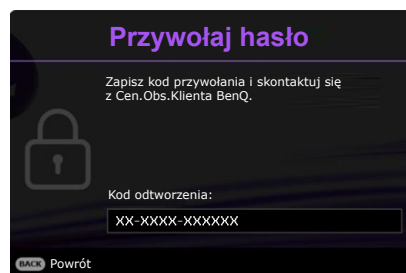 Przywołaj hasło
Zapisz kod przywołania i skontaktuj się
z Cen.Obs.Klienta BenQ.
Kod odtworzenia:
XX-XXXX-XXXXXX
BACK Powrót